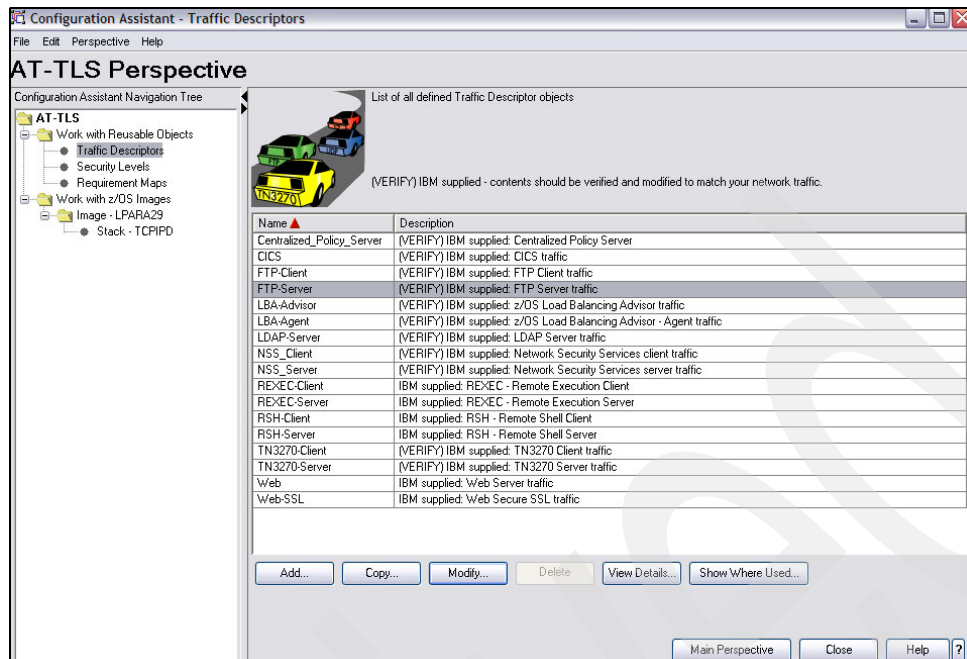 Configuration Assistant - Traffic Descriptors
File Edit Perspective Help
AT-TLS Perspective
Configuration Assistant Navigation Tree
AT-TLS
Work with Reusable Objects
Traffic Descriptors
Security Levels
Requirement Maps
Work with z/OS Images
Image - LPARA29
Stack - TCPIPD
List of all defined Traffic Descriptor objects
FTP
TN3270
(VERIFY) IBM supplied - contents should be verified and modified to match your network traffic.
Name Description
Centralized_Policy_Server (VERIFY) IBM supplied: Centralized Policy Server
CICS (VERIFY) IBM supplied: CICS traffic
FTP-Client (VERIFY) IBM supplied: FTP Client traffic
FTP-Server (VERIFY) IBM supplied: FTP Server traffic
LBA-Advisor (VERIFY) IBM supplied: z/OS Load Balancing Advisor traffic
LBA-Agent (VERIFY) IBM supplied: z/OS Load Balancing Advisor - Agent traffic
LDAP-Server (VERIFY) IBM supplied: LDAP Server traffic
NSS_Client (VERIFY) IBM supplied: Network Security Services client traffic
NSS_Server (VERIFY) IBM supplied: Network Security Services server traffic
REXEC-Client IBM supplied: REXEC - Remote Execution Client
REXEC-Server IBM supplied: REXEC - Remote Execution Server
RSH-Client IBM supplied: RSH - Remote Shell Client
RSH-Server IBM supplied: RSH - Remote Shell Server
TN3270-Client (VERIFY) IBM supplied: TN3270 Client traffic
TN3270-Server (VERIFY) IBM supplied: TN3270 Server traffic
Web IBM supplied: Web Server traffic
Web-SSL IBM supplied: Web Secure SSL traffic
Add... Copy... Modify... Delete View Details... Show Where Used...
Main Perspective Close Help ?